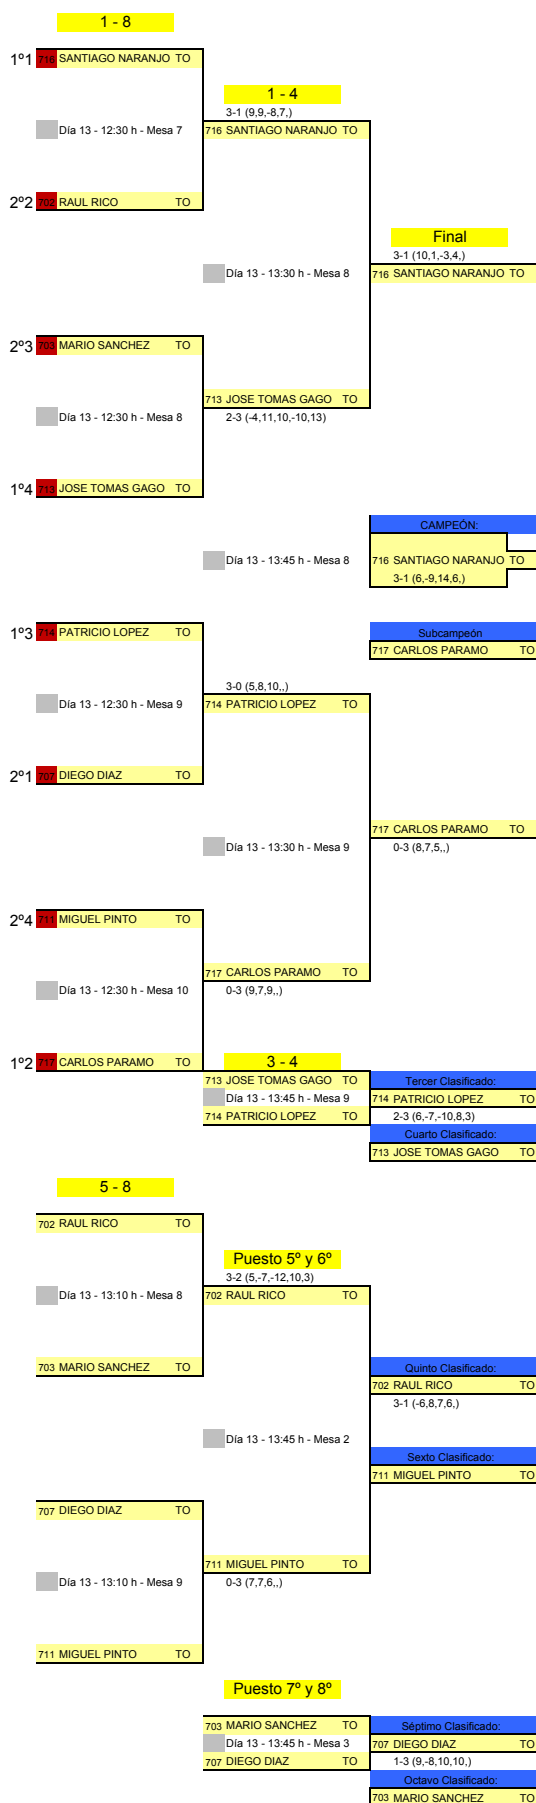 1 - 8
1º1 716 SANTIAGO NARANJO TO
1 - 4
3-1 (9,9,-8,7,)
Día 13 - 12:30 h - Mesa 7
716 SANTIAGO NARANJO TO
2º2 702 RAUL RICO TO
Final
3-1 (10,1,-3,4,)
Día 13 - 13:30 h - Mesa 8
716 SANTIAGO NARANJO TO
2º3 703 MARIO SANCHEZ TO
713 JOSE TOMAS GAGO TO
Día 13 - 12:30 h - Mesa 8
2-3 (-4,11,10,-10,13)
1º4 713 JOSE TOMAS GAGO TO
CAMPEÓN:
Día 13 - 13:45 h - Mesa 8
716 SANTIAGO NARANJO TO
3-1 (6,-9,14,6,)
1º3 714 PATRICIO LOPEZ TO
Subcampeón
717 CARLOS PARAMO TO
3-0 (5,8,10,,)
Día 13 - 12:30 h - Mesa 9
714 PATRICIO LOPEZ TO
2º1 707 DIEGO DIAZ TO
717 CARLOS PARAMO TO
Día 13 - 13:30 h - Mesa 9
0-3 (8,7,5,,)
2º4 711 MIGUEL PINTO TO
717 CARLOS PARAMO TO
Día 13 - 12:30 h - Mesa 10
0-3 (9,7,9,,)
1º2 717 CARLOS PARAMO TO
3 - 4
713 JOSE TOMAS GAGO TO
Tercer Clasificado:
Día 13 - 13:45 h - Mesa 9
714 PATRICIO LOPEZ TO
714 PATRICIO LOPEZ TO
2-3 (6,-7,-10,8,3)
Cuarto Clasificado:
713 JOSE TOMAS GAGO TO
5 - 8
702 RAUL RICO TO
Puesto 5º y 6º
3-2 (5,-7,-12,10,3)
Día 13 - 13:10 h - Mesa 8
702 RAUL RICO TO
703 MARIO SANCHEZ TO
Quinto Clasificado:
702 RAUL RICO TO
3-1 (-6,8,7,6,)
Día 13 - 13:45 h - Mesa 2
Sexto Clasificado:
711 MIGUEL PINTO TO
707 DIEGO DIAZ TO
711 MIGUEL PINTO TO
Día 13 - 13:10 h - Mesa 9
0-3 (7,7,6,,)
711 MIGUEL PINTO TO
Puesto 7º y 8º
703 MARIO SANCHEZ TO
Séptimo Clasificado:
Día 13 - 13:45 h - Mesa 3
707 DIEGO DIAZ TO
707 DIEGO DIAZ TO
1-3 (9,-8,10,10,)
Octavo Clasificado:
703 MARIO SANCHEZ TO